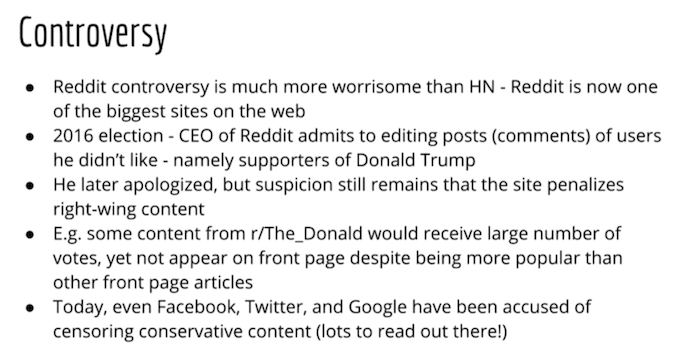 Controversy
● Reddit controversy is much more worrisome than HN - Reddit is now one
of the biggest sites on the web
● 2016 election - CEO of Reddit admits to editing posts (comments) of users
he didn’t like - namely supporters of Donald Trump
● He later apologized, but suspicion still remains that the site penalizes
right-wing content
● E.g. some content from r/The_Donald would receive large number of
votes, yet not appear on front page despite being more popular than
other front page articles
● Today, even Facebook, Twitter, and Google have been accused of
censoring conservative content (lots to read out there!)